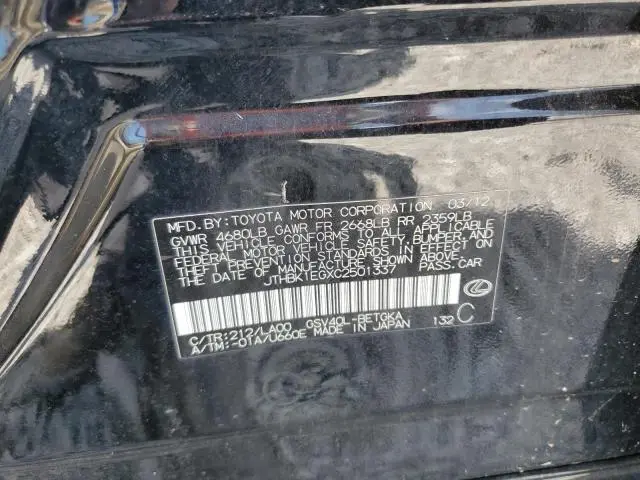 MFD. BY: TOYOTA MOTOR CORPORATION 03/12
GVWR 4680LB GAWR FR 2668LB RR 2359LB
THIS VEHICLE CONFORMS TO ALL APPLICABLE
FEDERAL MOTOR VEHICLE SAFETY, BUMPER AND
THEFT PREVENTION STANDARDS IN EFFECT ON
THE DATE OF MANUFACTURE SHOWN ABOVE.
JTHBK1EGXC2501337 PASS. CAR
C/TR: 212/LA00 GSV40L-BETGKA
A/TM: -01A/U660E MADE IN JAPAN 132 C